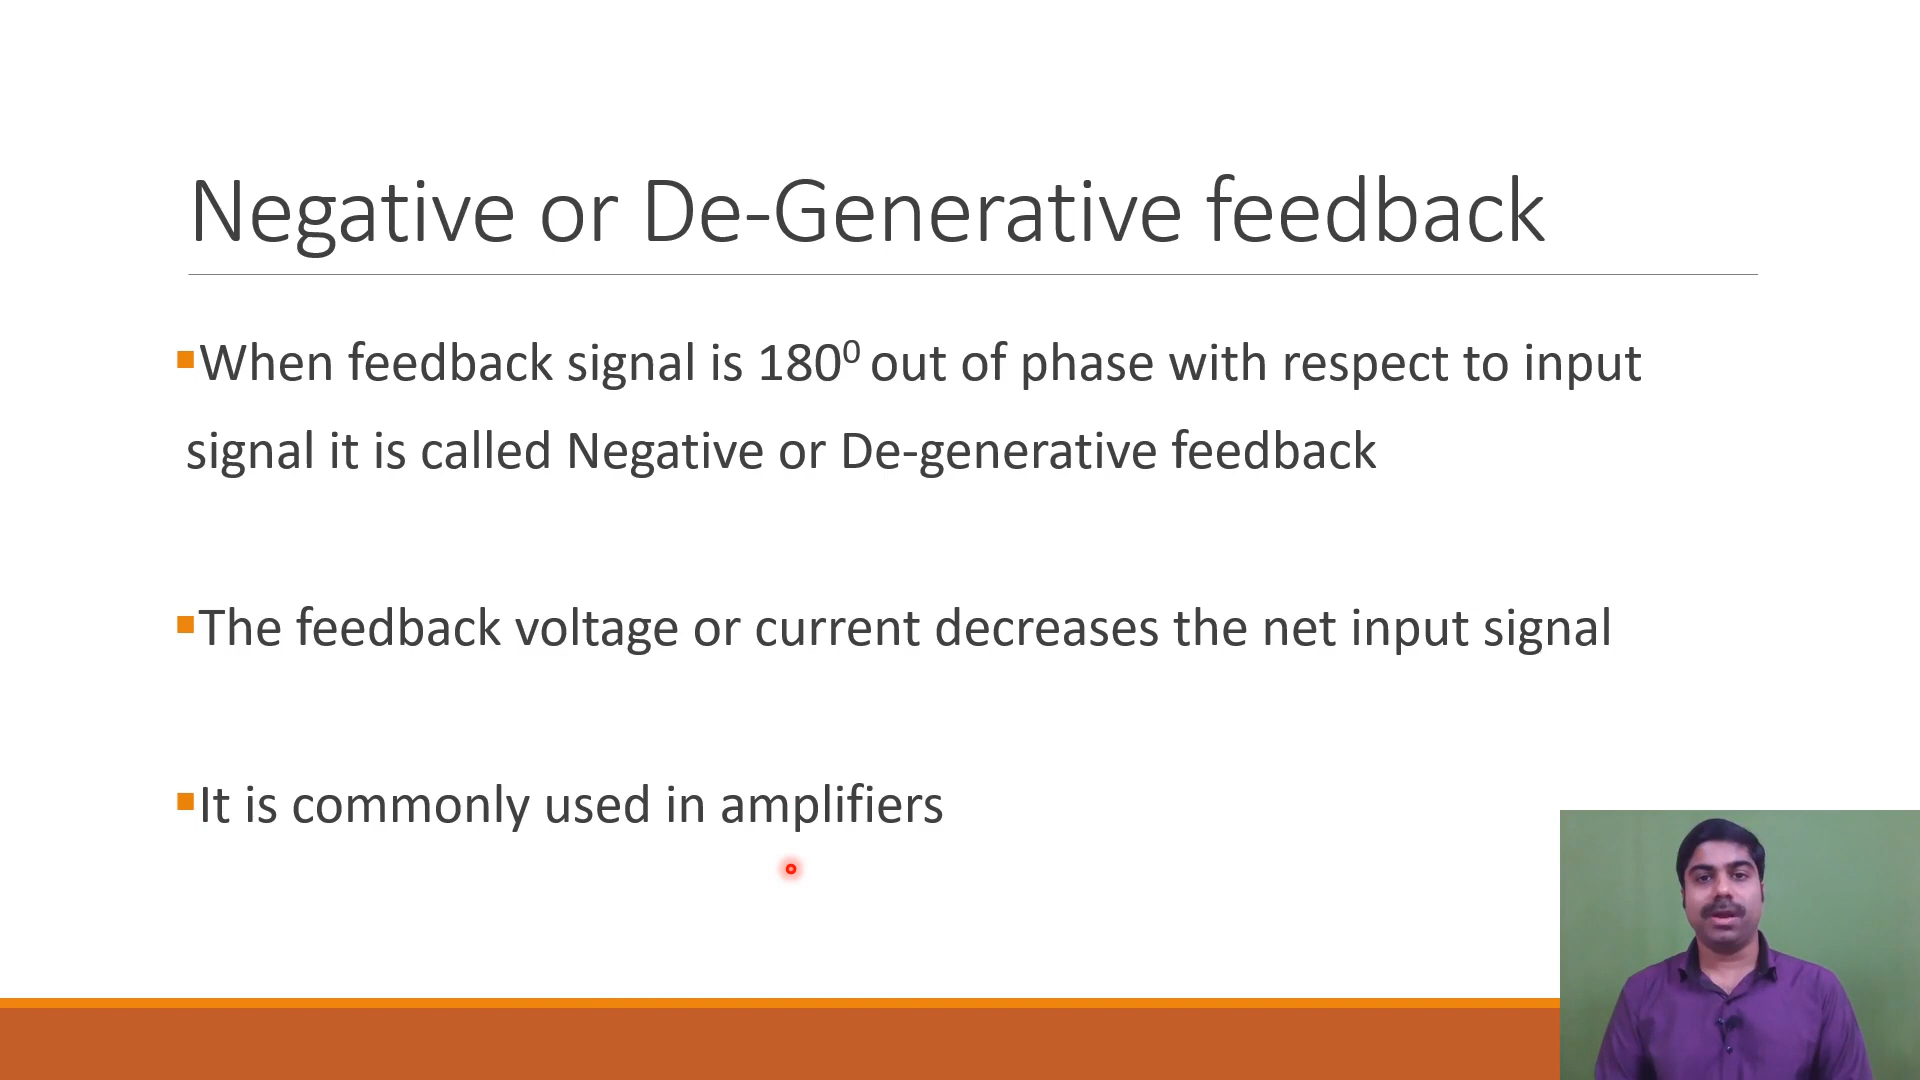 Negative or De-Generative feedback
▪When feedback signal is 180⁰ out of phase with respect to input
signal it is called Negative or De-generative feedback
▪The feedback voltage or current decreases the net input signal
▪It is commonly used in amplifiers